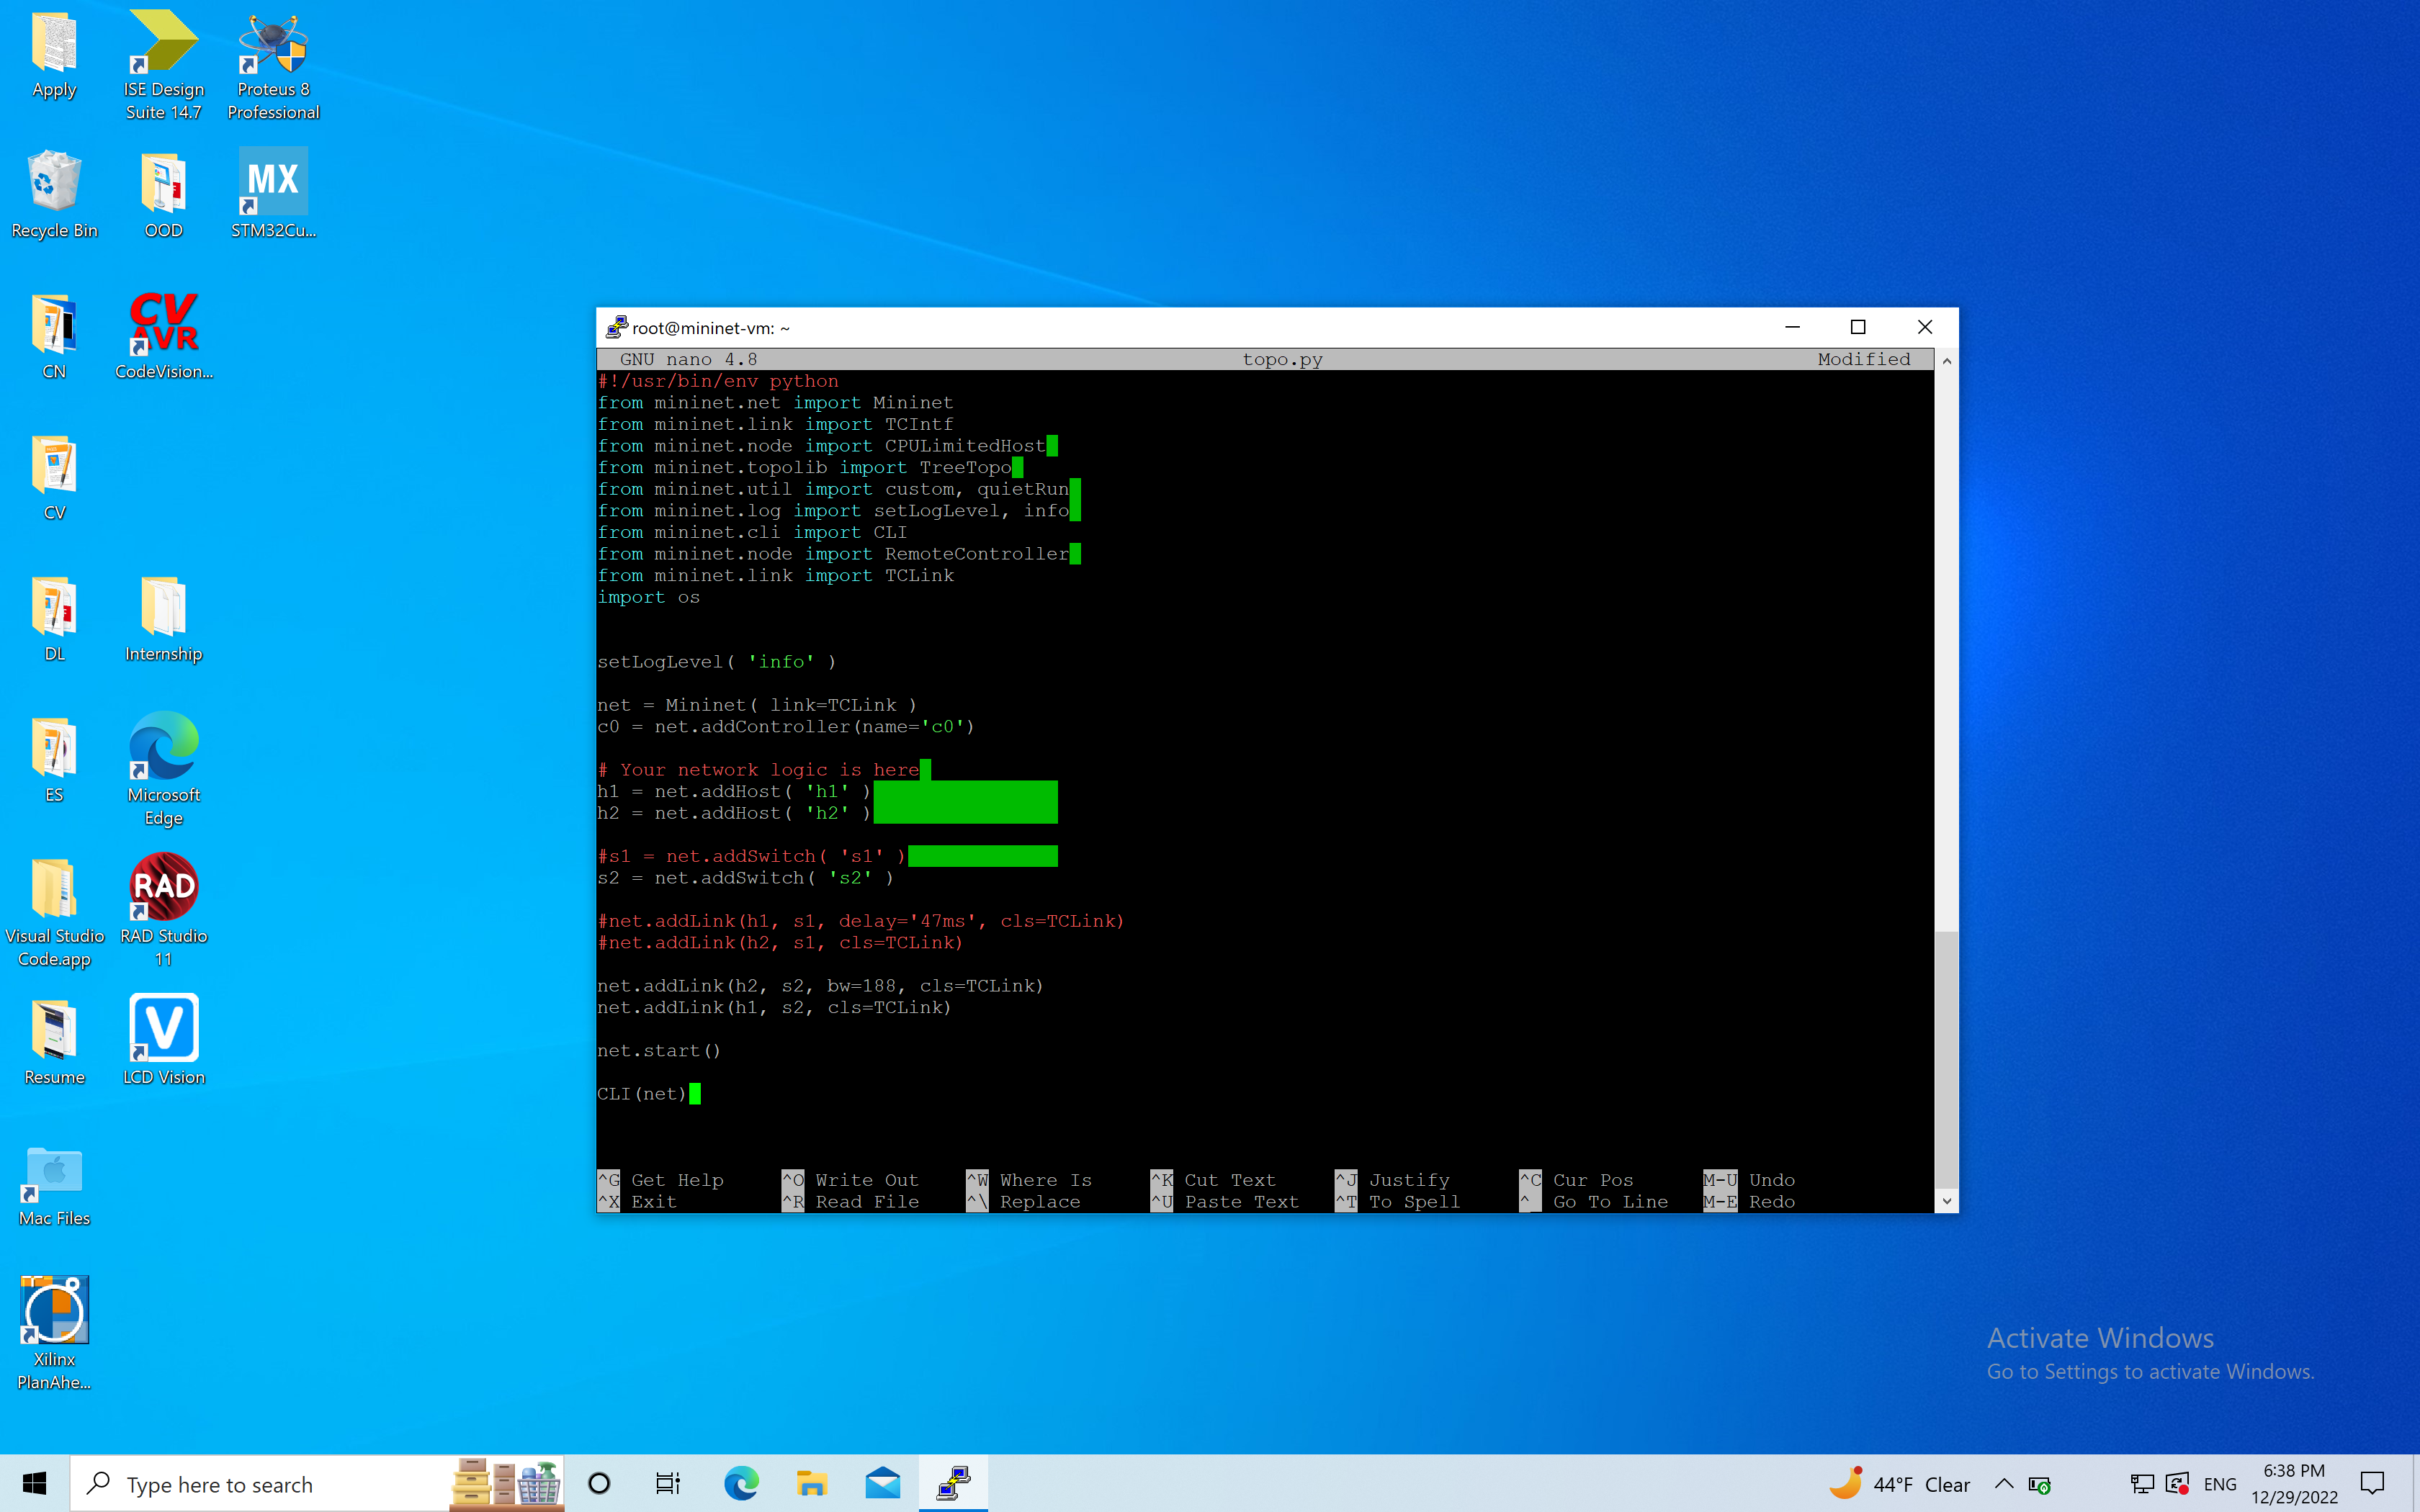 Apply
ISE Design
Suite 14.7
Proteus 8
Professional
Recycle Bin
OOD
MX
STM32Cu...
CN
CV
AVR
CodeVision...
CV
DL
Internship
ES
Microsoft
Edge
Visual Studio
Code.app
RAD
RAD Studio
11
Resume
V
LCD Vision
Mac Files
Xilinx
PlanAhe...
root@mininet-vm: ~
GNU nano 4.8 topo.py Modified
#!/usr/bin/env python
from mininet.net import Mininet
from mininet.link import TCIntf
from mininet.node import CPULimitedHost
from mininet.topolib import TreeTopo
from mininet.util import custom, quietRun
from mininet.log import setLogLevel, info
from mininet.cli import CLI
from mininet.node import RemoteController
from mininet.link import TCLink
import os
setLogLevel( 'info' )
net = Mininet( link=TCLink )
c0 = net.addController(name='c0')
# Your network logic is here
h1 = net.addHost( 'h1' )
h2 = net.addHost( 'h2' )
#s1 = net.addSwitch( 's1' )
s2 = net.addSwitch( 's2' )
#net.addLink(h1, s1, delay='47ms', cls=TCLink)
#net.addLink(h2, s1, cls=TCLink)
net.addLink(h2, s2, bw=188, cls=TCLink)
net.addLink(h1, s2, cls=TCLink)
net.start()
CLI(net)
^G Get Help ^O Write Out ^W Where Is ^K Cut Text ^J Justify ^C Cur Pos M-U Undo
^X Exit ^R Read File ^\ Replace ^U Paste Text ^T To Spell ^_ Go To Line M-E Redo
Activate Windows
Go to Settings to activate Windows.
Type here to search
44°F Clear
ENG
6:38 PM
12/29/2022